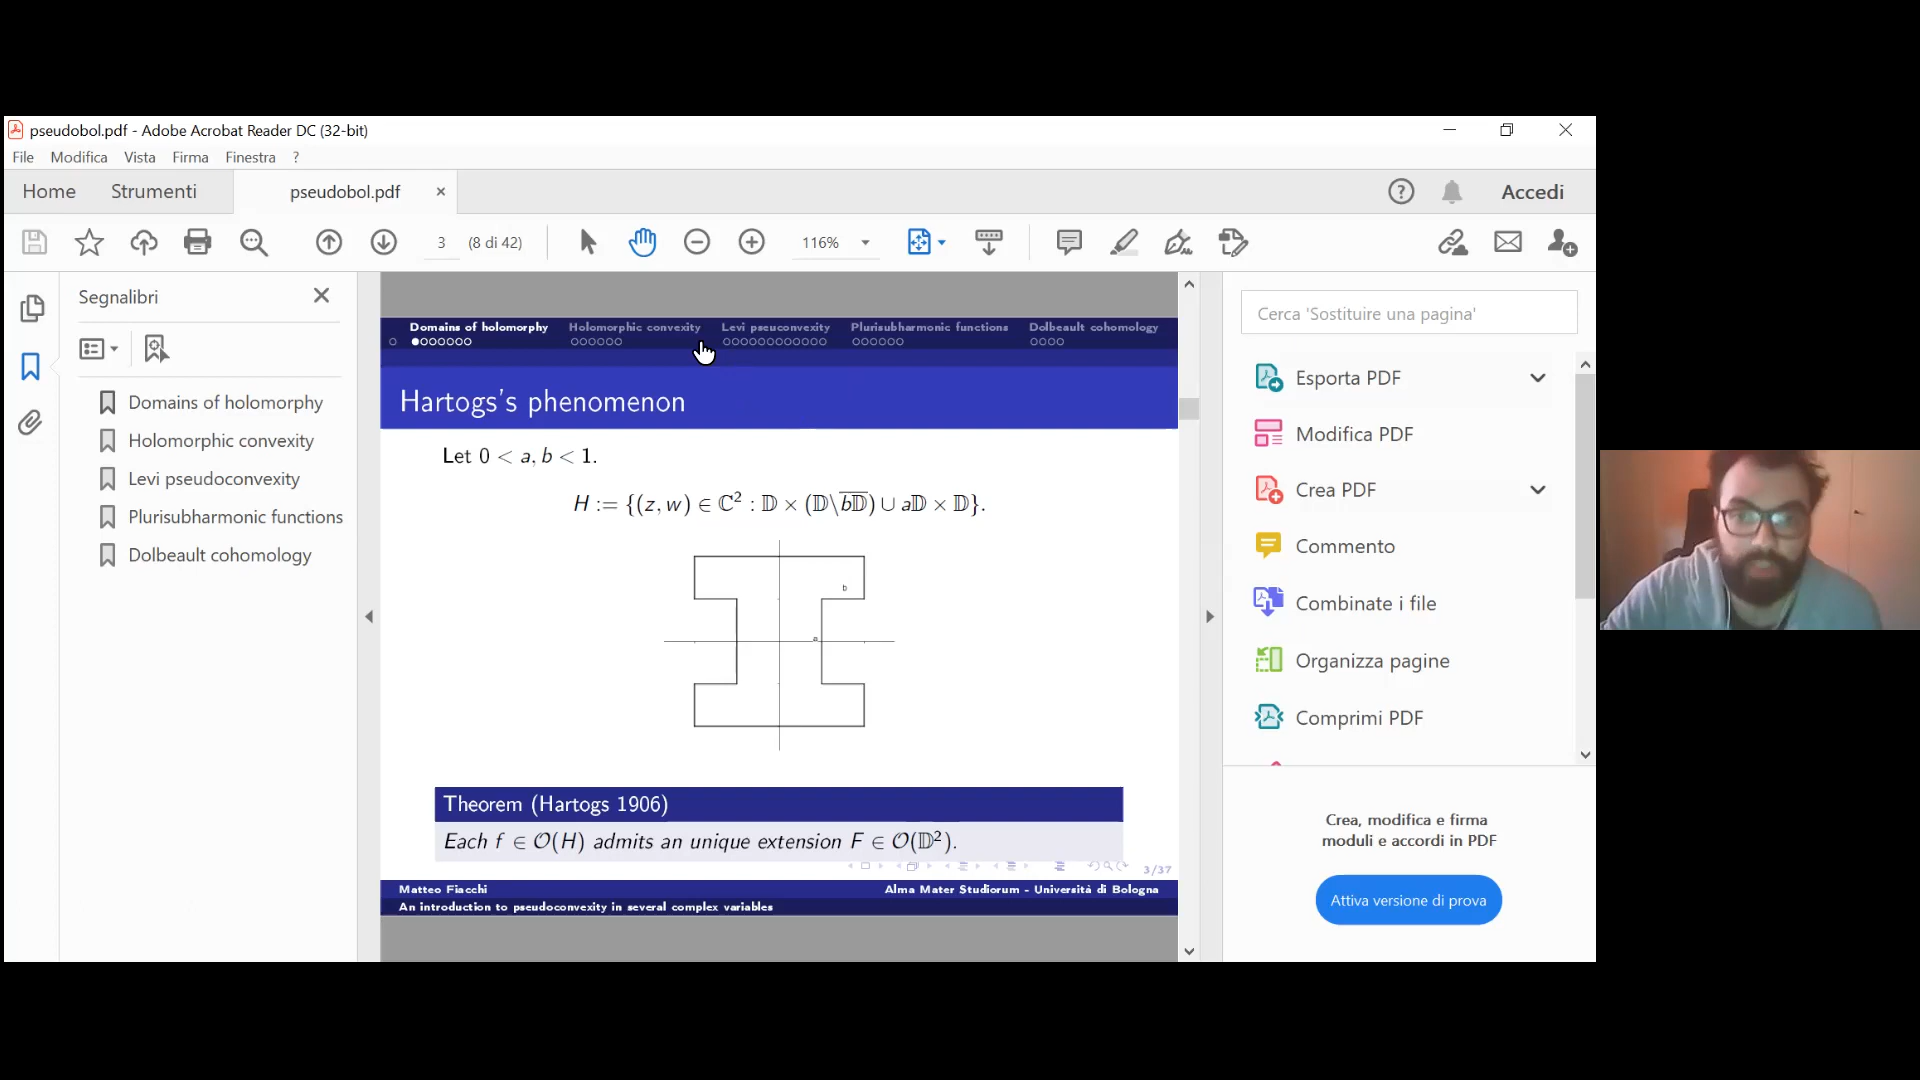 pseudobol.pdf - Adobe Acrobat Reader DC (32-bit)
File Modifica Vista Firma Finestra ?
Home Strumenti pseudobol.pdf × Accedi
3 (8 di 42) 116%
Segnalibri
Domains of holomorphy
Holomorphic convexity
Levi pseudoconvexity
Plurisubharmonic functions
Dolbeault cohomology
Domains of holomorphy Holomorphic convexity Levi pseuconvexity Plurisubharmonic functions Dolbeault cohomology
Hartogs's phenomenon
Let 0 < a, b < 1.
H := {(z, w) ∈ ℂ² : 𝔻 × (𝔻\b𝔻̅) ∪ a𝔻 × 𝔻}.
b
a
Theorem (Hartogs 1906)
Each f ∈ 𝒪(H) admits an unique extension F ∈ 𝒪(𝔻²).
3/37
Matteo Fiacchi Alma Mater Studiorum - Università di Bologna
An introduction to pseudoconvexity in several complex variables
Cerca 'Sostituire una pagina'
Esporta PDF
Modifica PDF
Crea PDF
Commento
Combinate i file
Organizza pagine
Comprimi PDF
Crea, modifica e firma
moduli e accordi in PDF
Attiva versione di prova